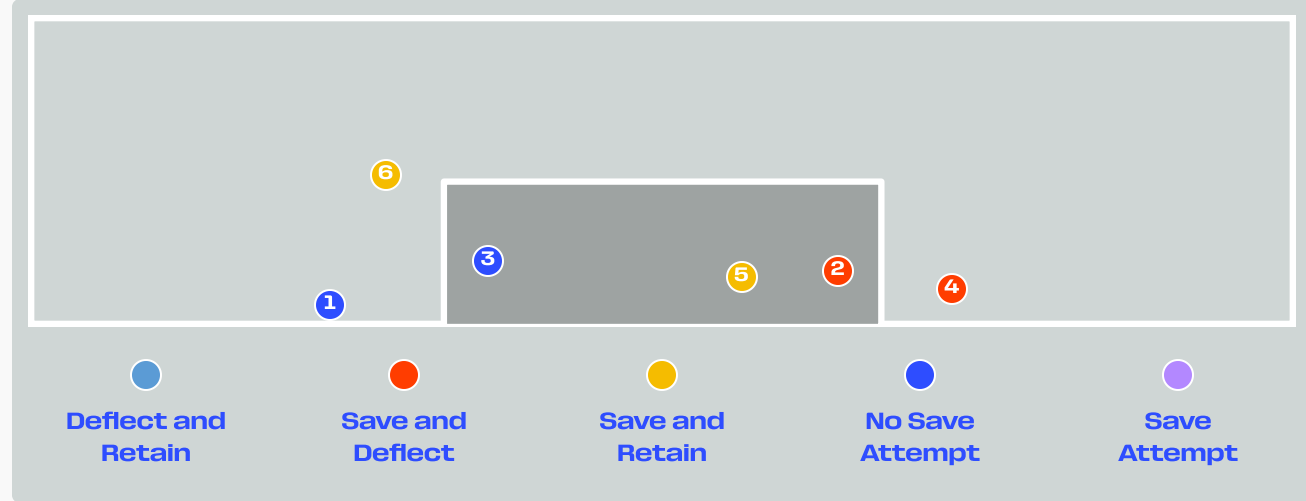 6
3
5
2
4
1
Deflect and
Retain
Save and
Deflect
Save and
Retain
No Save
Attempt
Save
Attempt